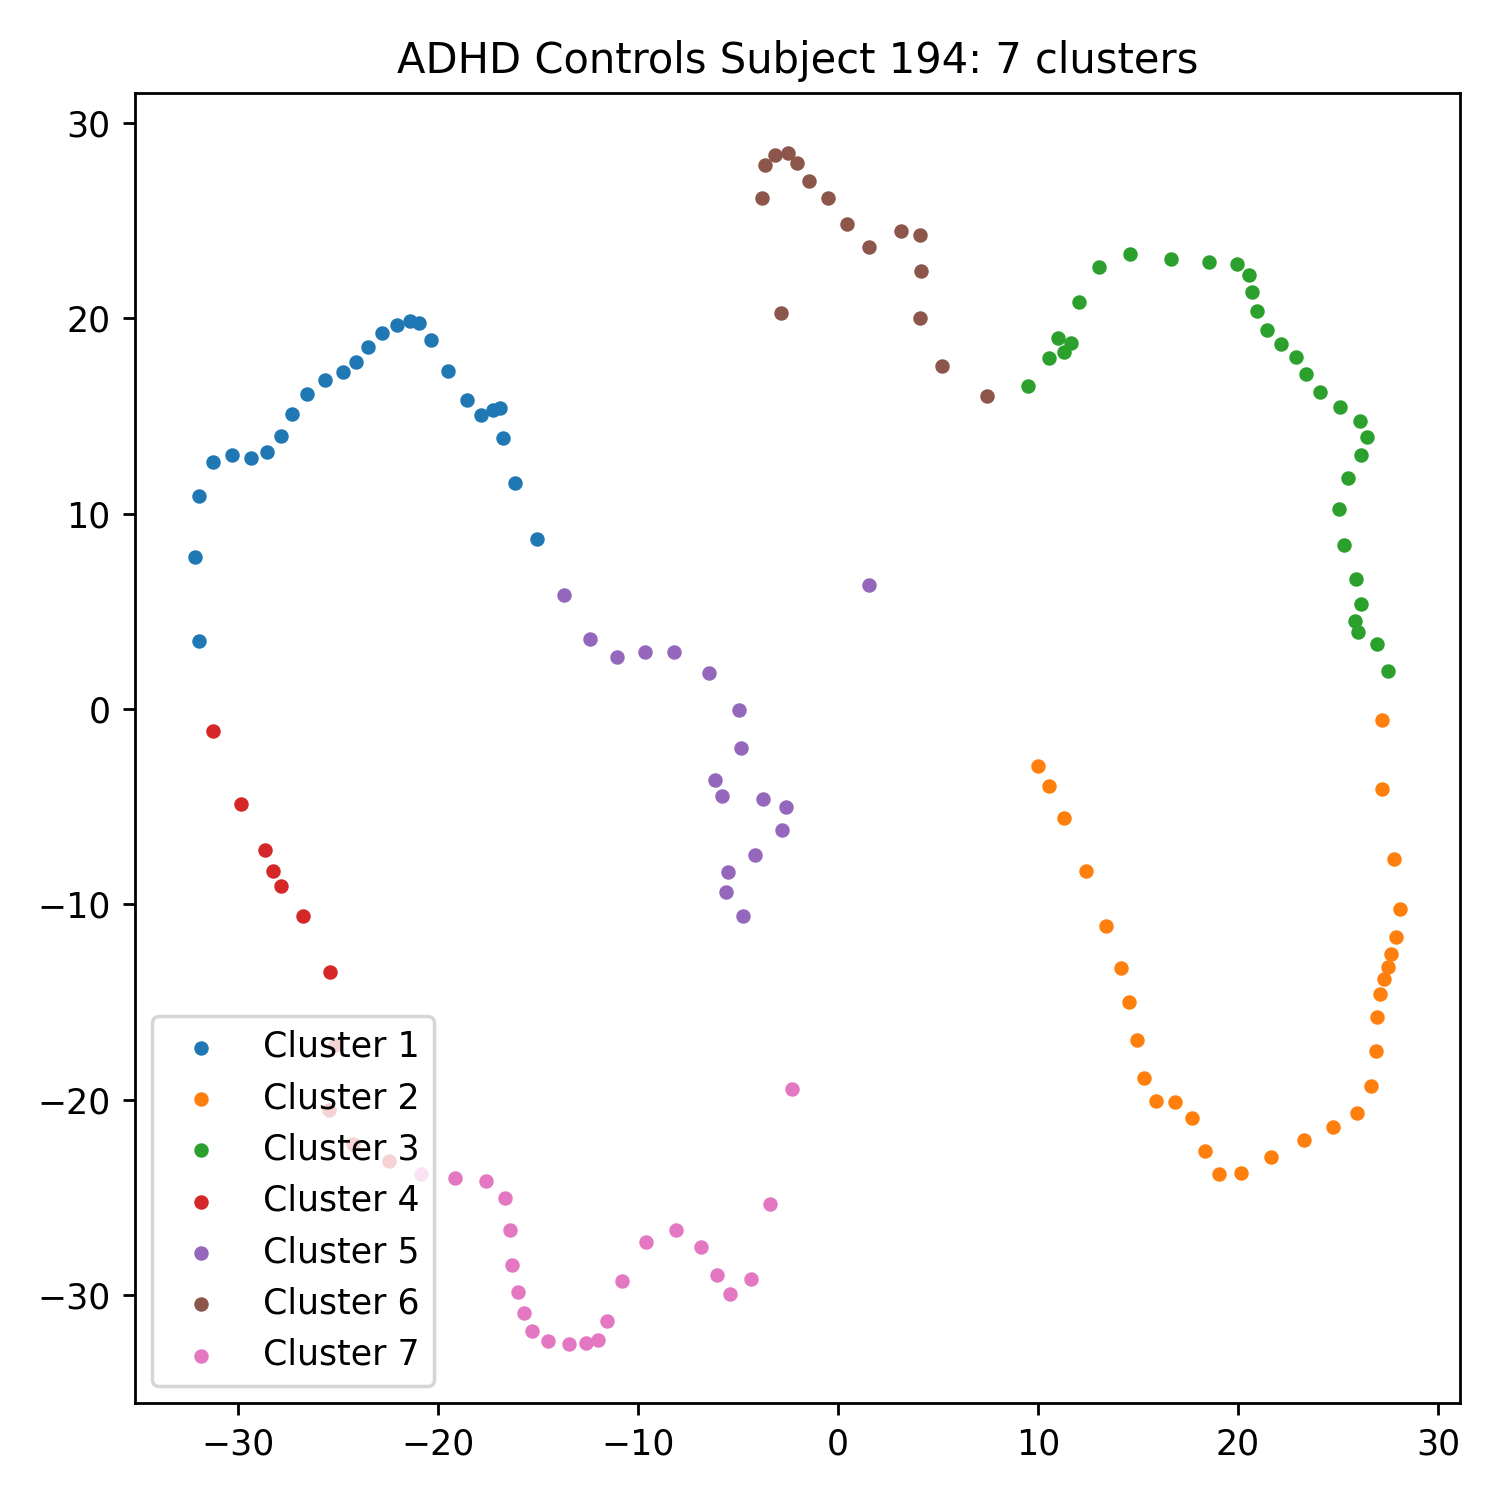 ADHD Controls Subject 194: 7 clusters
30
20
10
0
−10
−20
−30
Cluster 1
Cluster 2
Cluster 3
Cluster 4
Cluster 5
Cluster 6
Cluster 7
−30 −20 −10 0 10 20 30